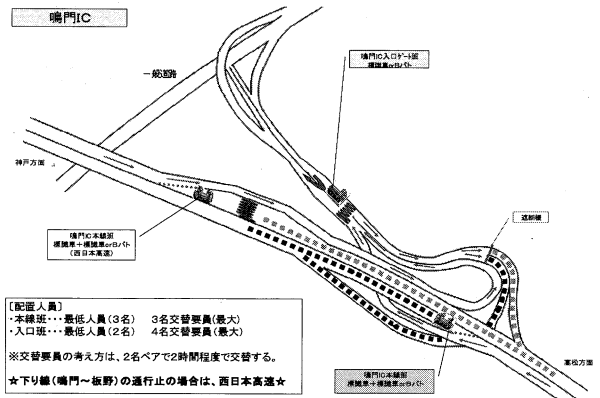 鳴門IC
一般道路
鳴門IC入口ゲート班
標識車orBパト
神戸方面
鳴門IC本線班
標識車+標識車orBパト
(西日本高速)
遮断機
[配置人員]
・本線班・・・最低人員(3名) 3名交替要員(最大)
・入口班・・・最低人員(2名) 4名交替要員(最大)
※交替要員の考え方は、2名ペアで2時間程度で交替する。
☆下り線(鳴門~板野)の通行止の場合は、西日本高速☆
高松方面
鳴門IC本線班
標識車+標識車orBパト